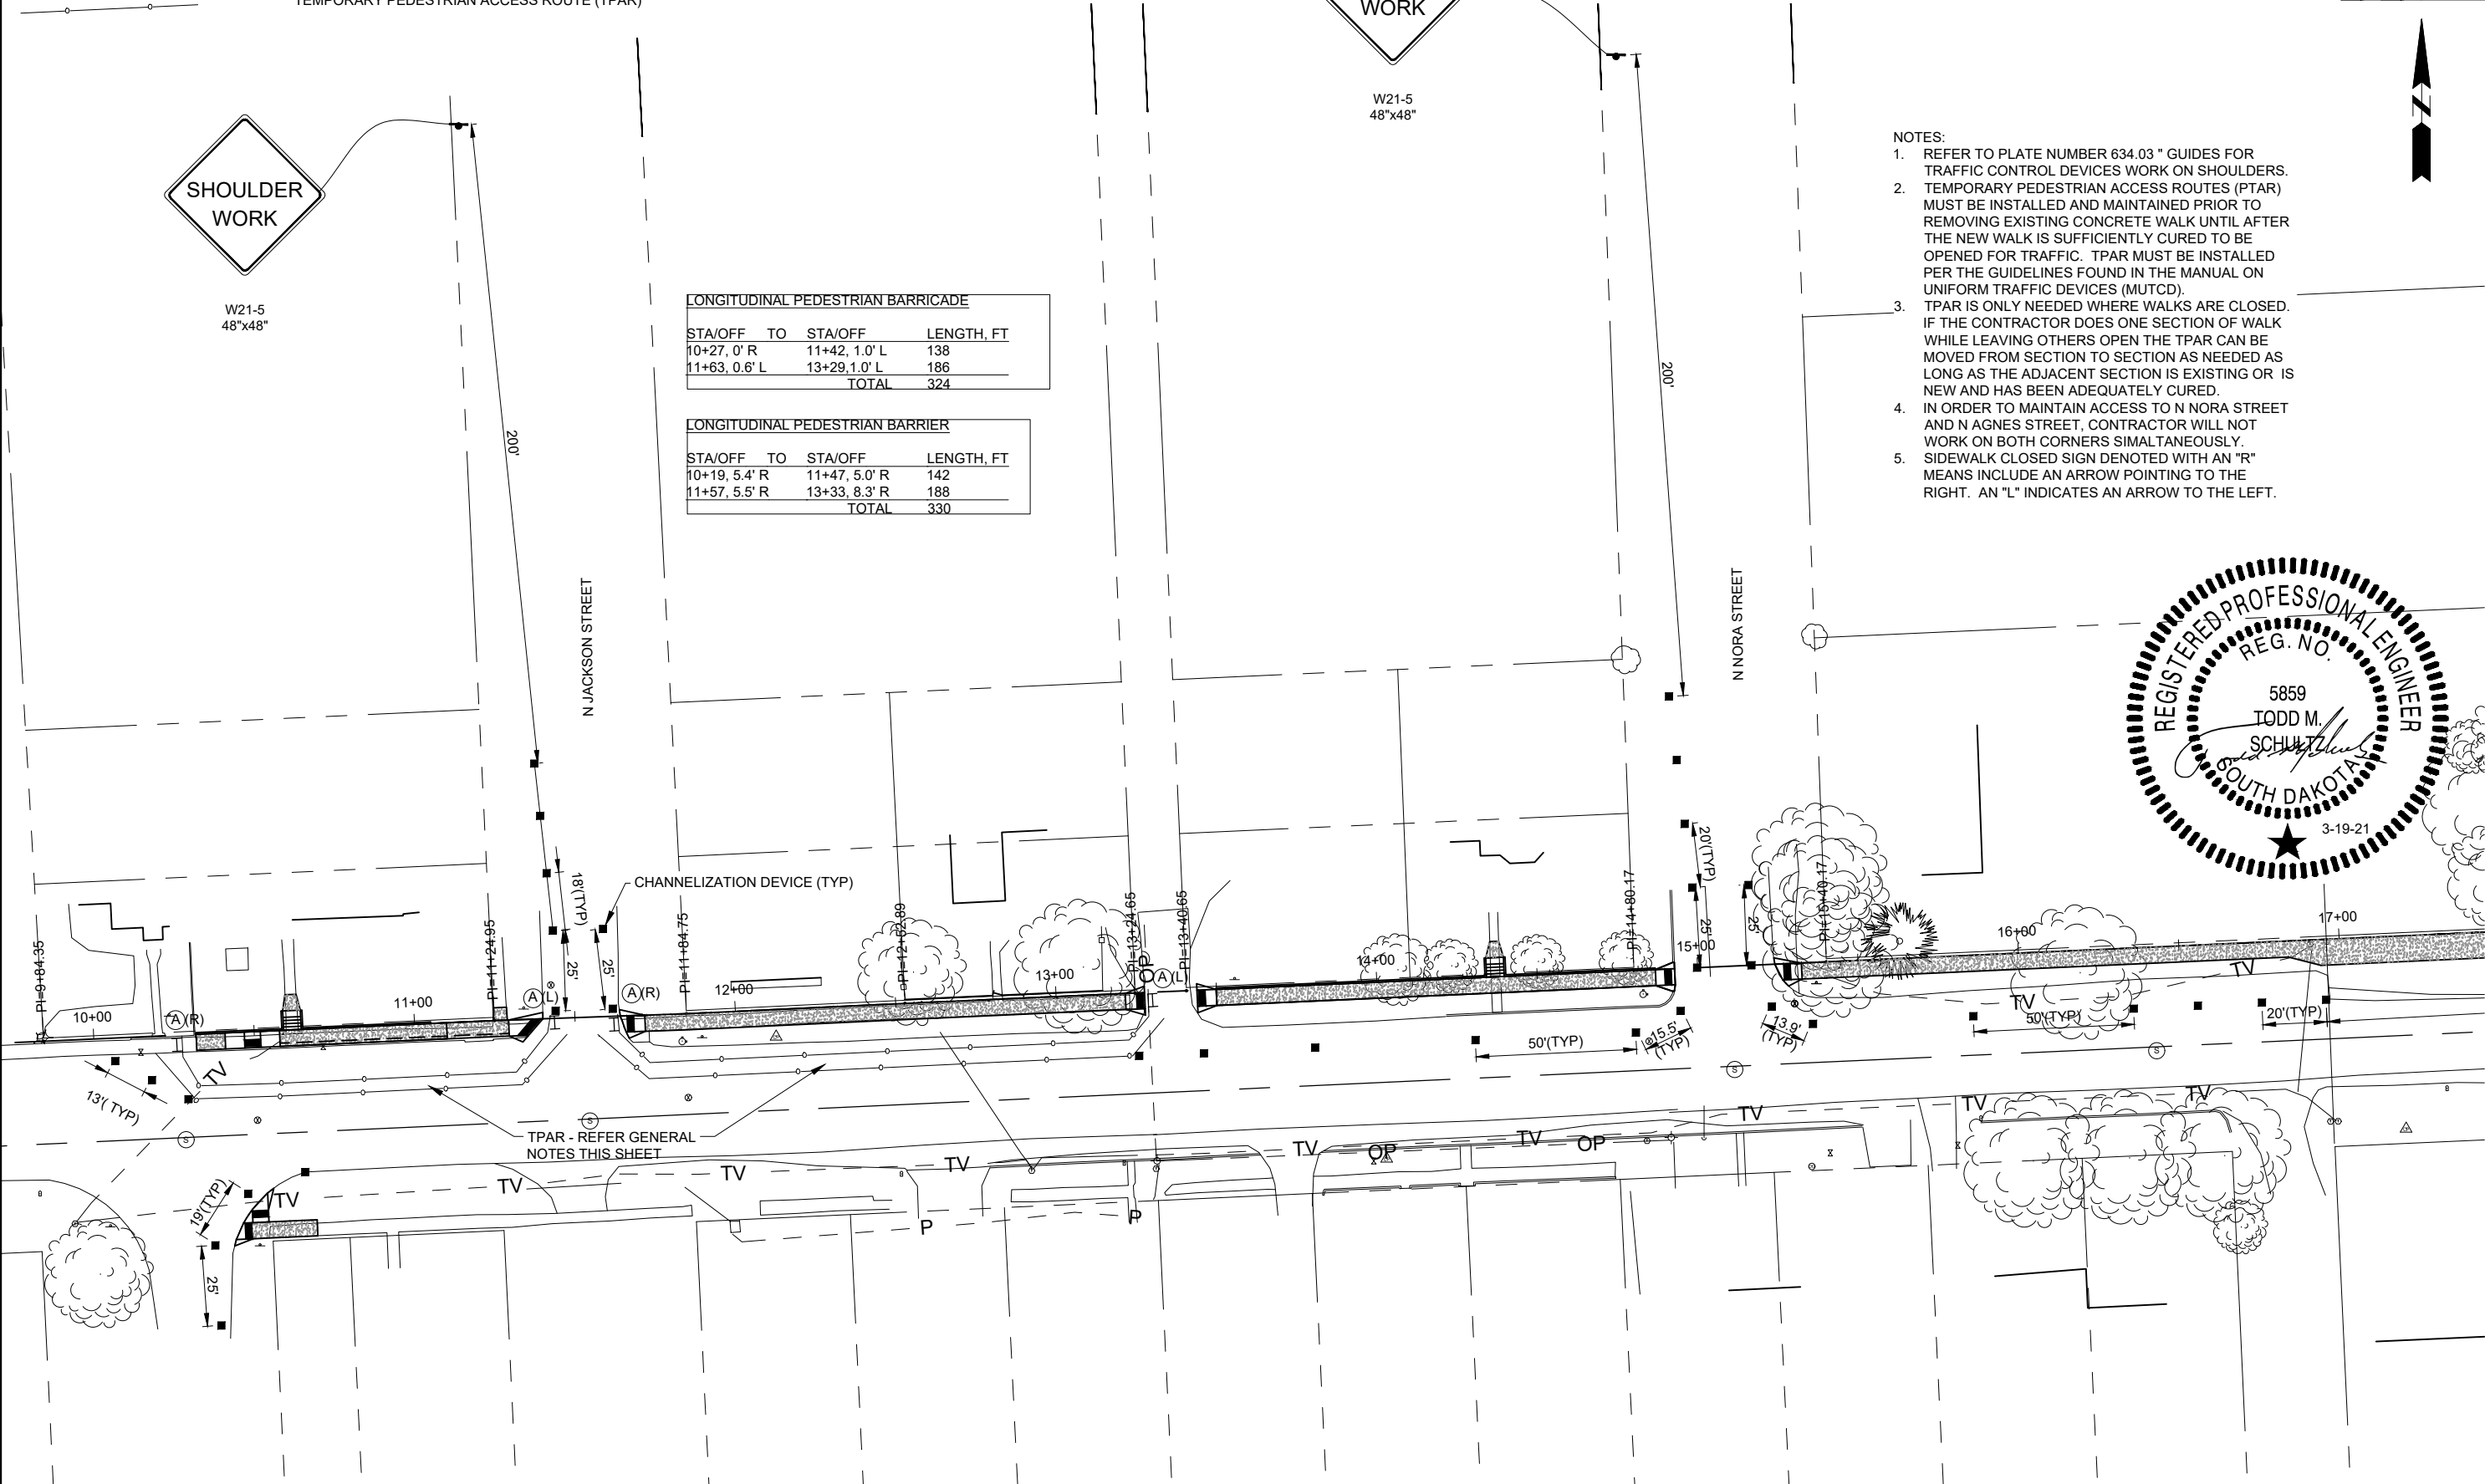 TEMPORARY PEDESTRIAN ACCESS ROUTE (TPAR)
WORK
W21-5
48"x48"
SHOULDER
WORK
W21-5
48"x48"
200'
200'
NOTES:
1. REFER TO PLATE NUMBER 634.03 " GUIDES FOR
TRAFFIC CONTROL DEVICES WORK ON SHOULDERS.
2. TEMPORARY PEDESTRIAN ACCESS ROUTES (PTAR)
MUST BE INSTALLED AND MAINTAINED PRIOR TO
REMOVING EXISTING CONCRETE WALK UNTIL AFTER
THE NEW WALK IS SUFFICIENTLY CURED TO BE
OPENED FOR TRAFFIC. TPAR MUST BE INSTALLED
PER THE GUIDELINES FOUND IN THE MANUAL ON
UNIFORM TRAFFIC DEVICES (MUTCD).
3. TPAR IS ONLY NEEDED WHERE WALKS ARE CLOSED.
IF THE CONTRACTOR DOES ONE SECTION OF WALK
WHILE LEAVING OTHERS OPEN THE TPAR CAN BE
MOVED FROM SECTION TO SECTION AS NEEDED AS
LONG AS THE ADJACENT SECTION IS EXISTING OR IS
NEW AND HAS BEEN ADEQUATELY CURED.
4. IN ORDER TO MAINTAIN ACCESS TO N NORA STREET
AND N AGNES STREET, CONTRACTOR WILL NOT
WORK ON BOTH CORNERS SIMALTANEOUSLY.
5. SIDEWALK CLOSED SIGN DENOTED WITH AN "R"
MEANS INCLUDE AN ARROW POINTING TO THE
RIGHT. AN "L" INDICATES AN ARROW TO THE LEFT.
LONGITUDINAL PEDESTRIAN BARRICADE
STA/OFF TO STA/OFF LENGTH, FT
10+27, 0' R 11+42, 1.0' L 138
11+63, 0.6' L 13+29,1.0' L 186
TOTAL 324
LONGITUDINAL PEDESTRIAN BARRIER
STA/OFF TO STA/OFF LENGTH, FT
10+19, 5.4' R 11+47, 5.0' R 142
11+57, 5.5' R 13+33, 8.3' R 188
TOTAL 330
REGISTERED PROFESSIONAL ENGINEER
REG. NO.
5859
TODD M.
SCHULTZ
SOUTH DAKOTA
3-19-21
N JACKSON STREET
N NORA STREET
CHANNELIZATION DEVICE (TYP)
18'(TYP)
25'
25'
20'(TYP)
25'
25'
PI=9+84.35
PI=11+24.95
PI=11+84.75
PI=12+52.89
PI=13+24.65
PI=13+40.65
PI=14+80.17
PI=15+40.17
10+00
11+00
12+00
13+00
14+00
15+00
16+00
17+00
A (R)
A (L)
A (R)
OP
A (L)
TV
TV
TV
13'( TYP)
50'(TYP)
15.5'
(TYP)
13.9'
(TYP)
50'(TYP)
20'(TYP)
S
S
S
S
TPAR - REFER GENERAL
NOTES THIS SHEET
TV
TV
TV
TV
TV
OP
TV
OP
TV
TV
TV
19'(TYP)
25'
P
P